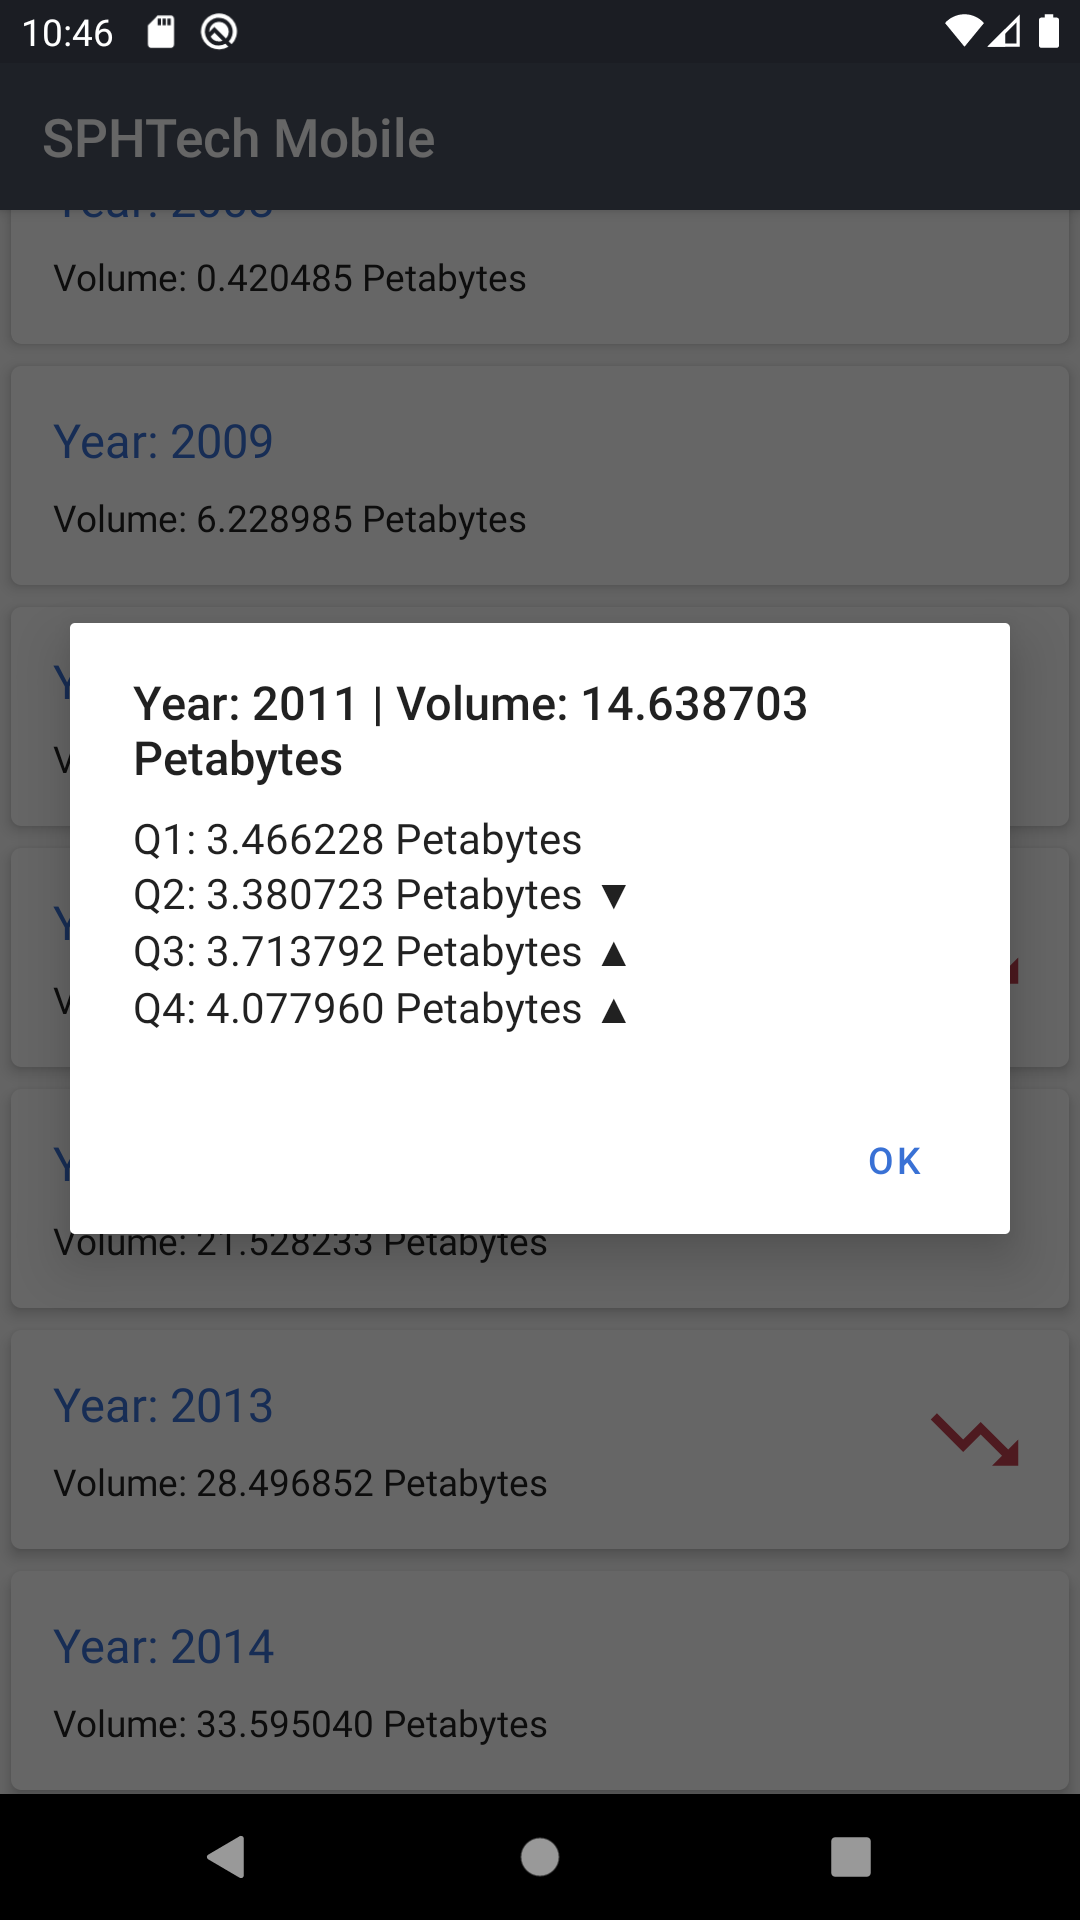 10:46
SPHTech Mobile
Volume: 0.420485 Petabytes
Year: 2009
Volume: 6.228985 Petabytes
Year: 2011 | Volume: 14.638703
Petabytes
Q1: 3.466228 Petabytes
Q2: 3.380723 Petabytes ▼
Q3: 3.713792 Petabytes ▲
Q4: 4.077960 Petabytes ▲
OK
Volume: 21.528233 Petabytes
Year: 2013
Volume: 28.496852 Petabytes
Year: 2014
Volume: 33.595040 Petabytes